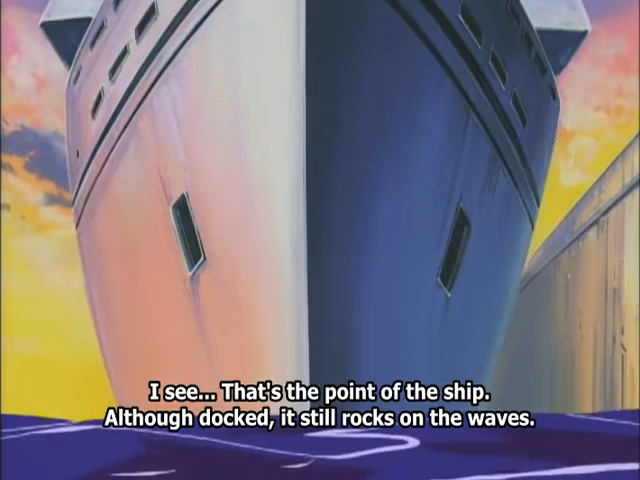 I see... That's the point of the ship.
Although docked, it still rocks on the waves.